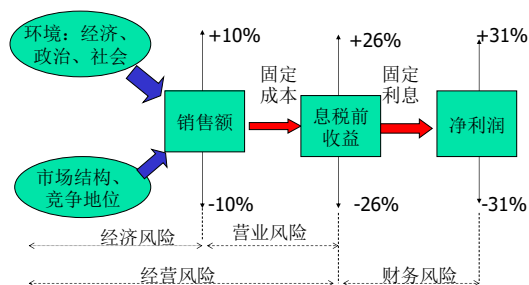 环境：经济、
政治、社会
+10%
+26%
+31%
固定
成本
固定
利息
销售额
息税前
收益
净利润
市场结构、
竞争地位
-10%
-26%
-31%
经济风险
营业风险
经营风险
财务风险